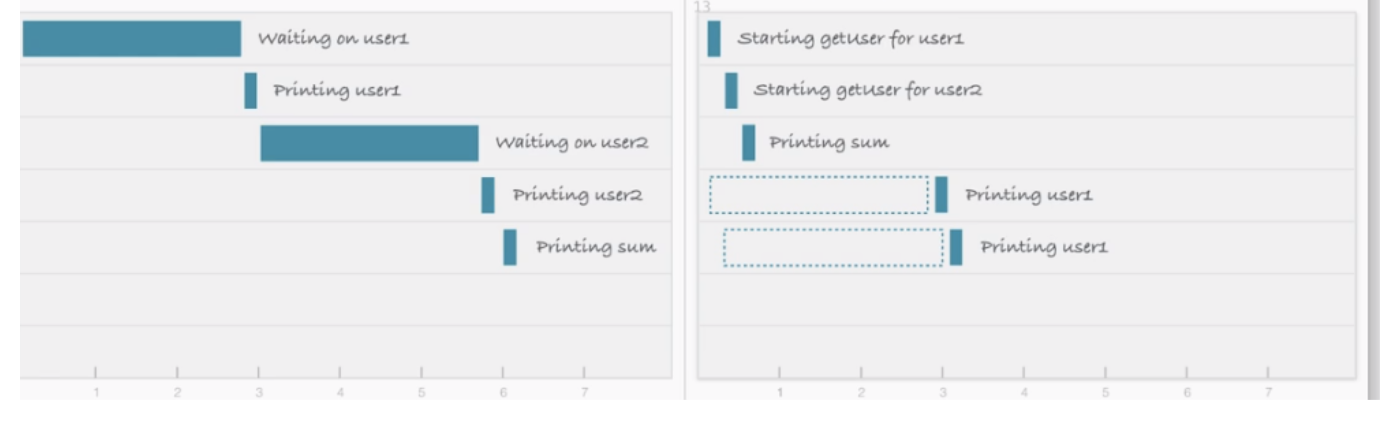 Waiting on user1
Printing user1
Waiting on user2
Printing user2
Printing sum
1 2 3 4 5 6 7
13
Starting getUser for user1
Starting getUser for user2
Printing sum
Printing user1
Printing user1
1 2 3 4 5 6 7